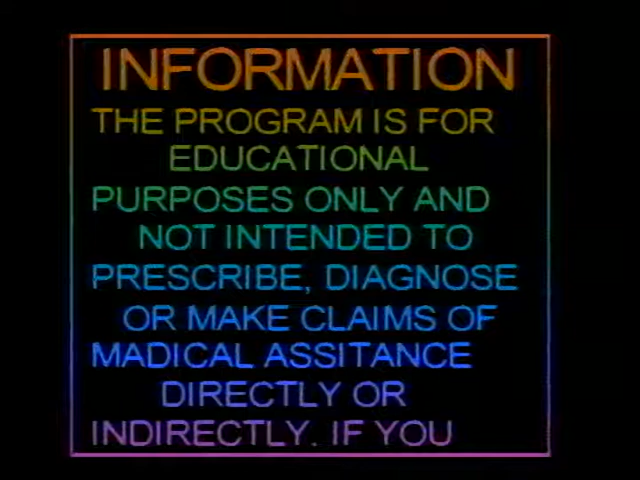 INFORMATION
THE PROGRAM IS FOR
EDUCATIONAL
PURPOSES ONLY AND
NOT INTENDED TO
PRESCRIBE, DIAGNOSE
OR MAKE CLAIMS OF
MADICAL ASSITANCE
DIRECTLY OR
INDIRECTLY. IF YOU